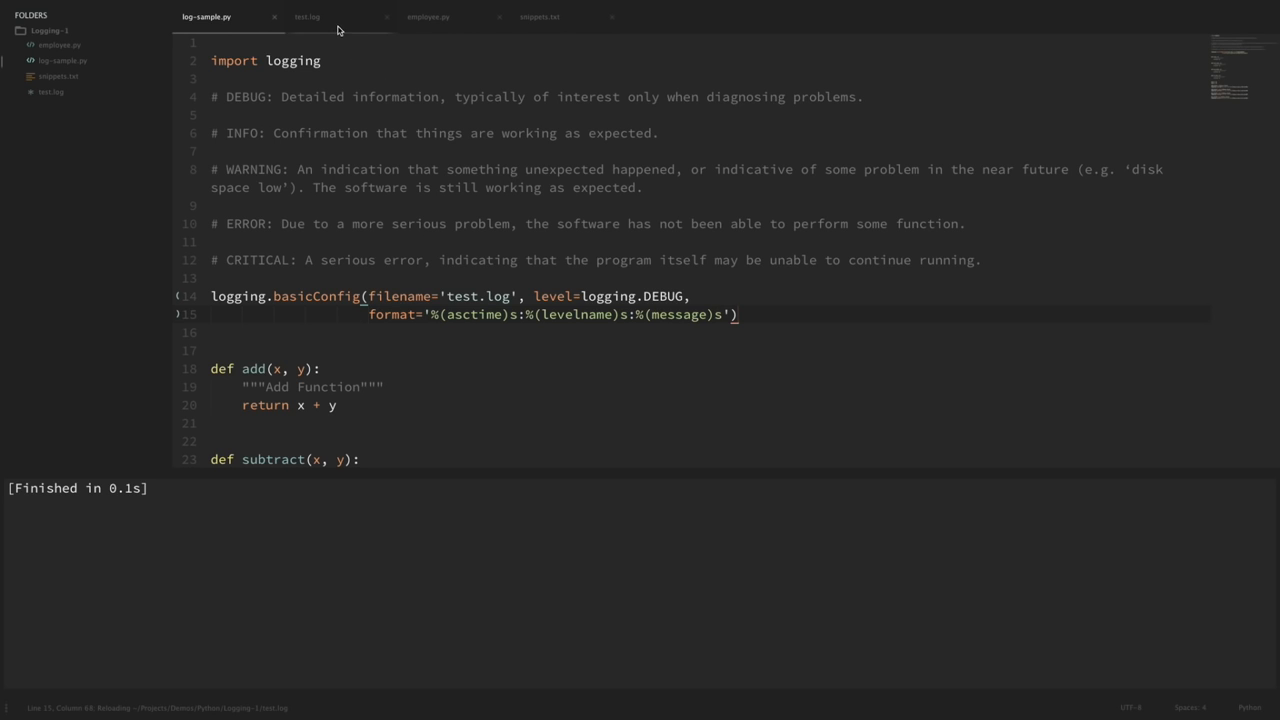 FOLDERS
Logging-1
employee.py
log-sample.py
snippets.txt
test.log
log-sample.py × test.log × employee.py × snippets.txt ×
1
2 import logging
3
4 # DEBUG: Detailed information, typically of interest only when diagnosing problems.
5
6 # INFO: Confirmation that things are working as expected.
7
8 # WARNING: An indication that something unexpected happened, or indicative of some problem in the near future (e.g. ‘disk
space low’). The software is still working as expected.
9
10 # ERROR: Due to a more serious problem, the software has not been able to perform some function.
11
12 # CRITICAL: A serious error, indicating that the program itself may be unable to continue running.
13
14 logging.basicConfig(filename='test.log', level=logging.DEBUG,
15 format='%(asctime)s:%(levelname)s:%(message)s')
16
17
18 def add(x, y):
19 """Add Function"""
20 return x + y
21
22
23 def subtract(x, y):
[Finished in 0.1s]
Line 15, Column 68; Reloading ~/Projects/Demos/Python/Logging-1/test.log
UTF-8 Spaces: 4 Python